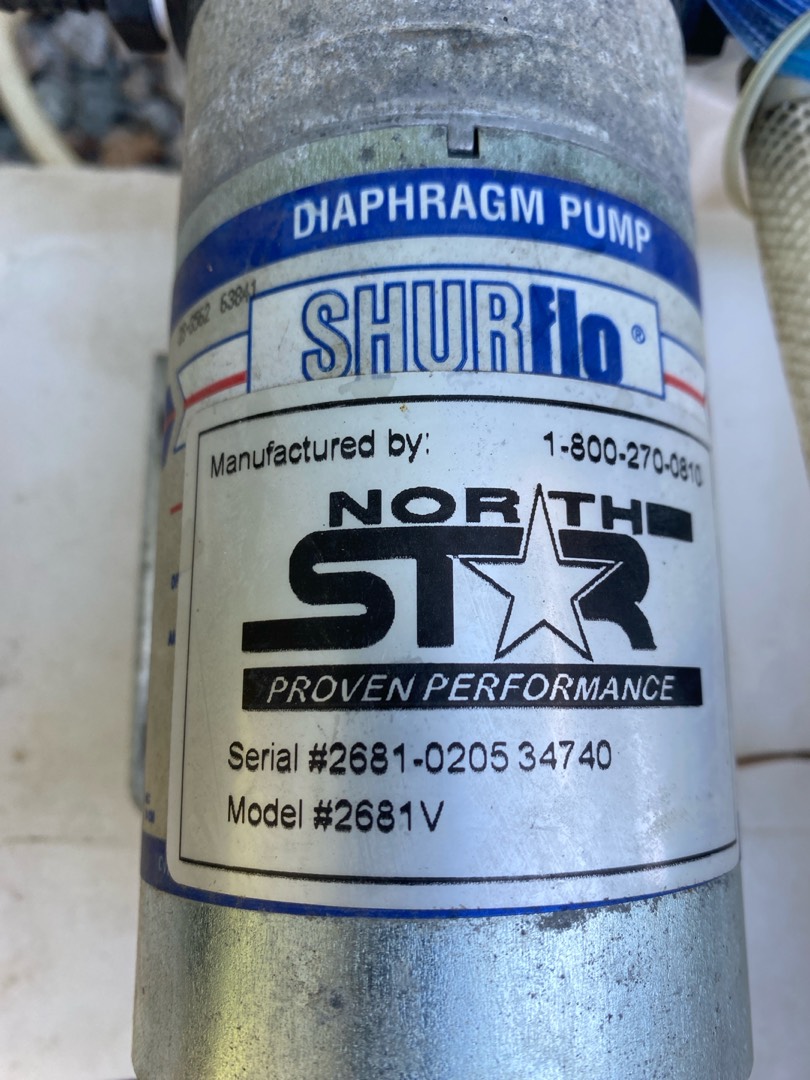 DIAPHRAGM PUMP
63841
SHURflo®
Manufactured by: 1-800-270-0810
NORTH
STAR
PROVEN PERFORMANCE
Serial #2681-0205 34740
Model #2681V